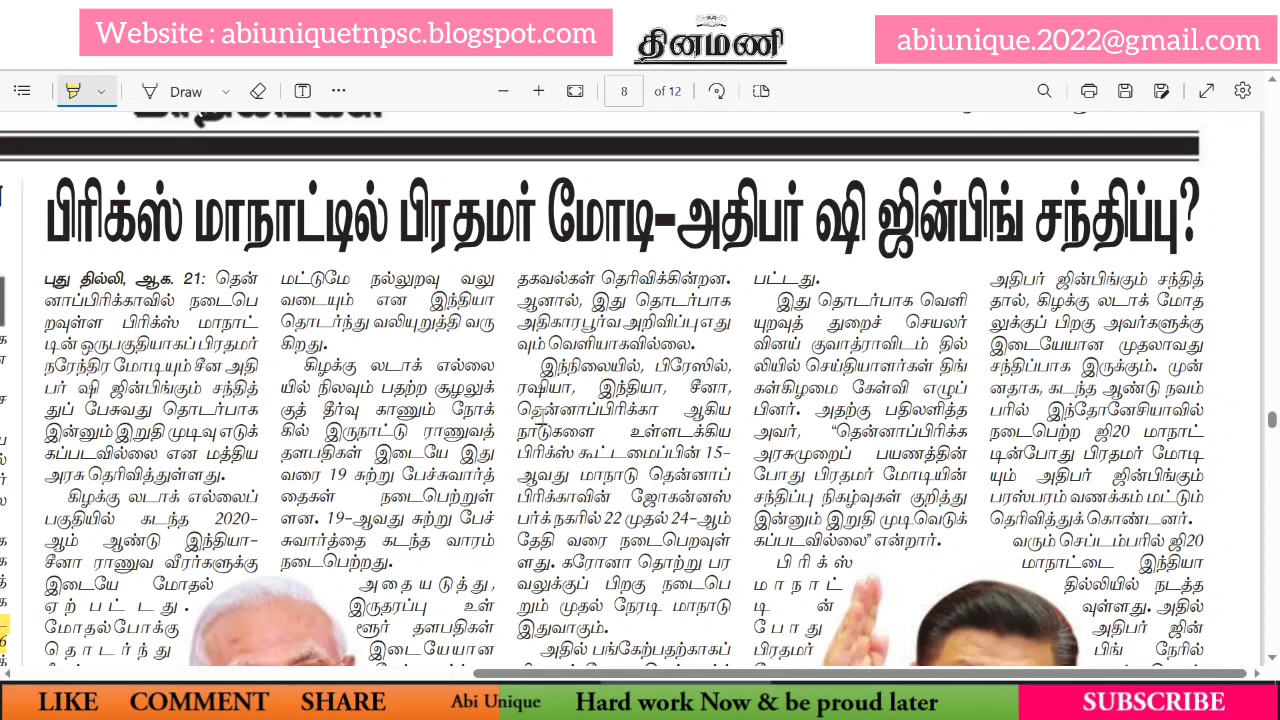 Website : abiuniquetnpsc.blogspot.com
தினமணி
abiunique.2022@gmail.com
Draw
8 of 12
பிரிக்ஸ் மாநாட்டில் பிரதமர் மோடி-அதிபர் ஷி ஜின்பிங் சந்திப்பு?
புது தில்லி, ஆக. 21: தென்
னாப்பிரிக்காவில் நடைபெ
றவுள்ள பிரிக்ஸ் மாநாட்
டின் ஒருபகுதியாகப் பிரதமர்
நரேந்திர மோடியும் சீன அதி
பர் ஷி ஜின்பிங்கும் சந்தித்
துப் பேசுவது தொடர்பாக
இன்னும் இறுதி முடிவு எடுக்
கப்படவில்லை என மத்திய
அரசு தெரிவித்துள்ளது.
கிழக்கு லடாக் எல்லைப்
பகுதியில் கடந்த 2020-
ஆம் ஆண்டு இந்தியா-
சீனா ராணுவ வீரர்களுக்கு
இடையே மோதல்
ஏற்பட்டது.
மோதல்போக்கு
தொடர்ந்து
மட்டுமே நல்லுறவு வலு
வடையும் என இந்தியா
தொடர்ந்து வலியுறுத்தி வரு
கிறது.
கிழக்கு லடாக் எல்லை
யில் நிலவும் பதற்ற சூழலுக்
குத் தீர்வு காணும் நோக்
கில் இருநாட்டு ராணுவத்
தளபதிகள் இடையே இது
வரை 19 சுற்று பேச்சுவார்த்
தைகள் நடைபெற்றுள்
ளன. 19-ஆவது சுற்று பேச்
சுவார்த்தை கடந்த வாரம்
நடைபெற்றது.
அதையடுத்து,
இருதரப்பு உள்
ளூர் தளபதிகள்
இடையேயான
தகவல்கள் தெரிவிக்கின்றன.
ஆனால், இது தொடர்பாக
அதிகாரபூர்வ அறிவிப்பு எது
வும் வெளியாகவில்லை.
இந்நிலையில், பிரேஸில்,
ரஷியா, இந்தியா, சீனா,
தென்னாப்பிரிக்கா ஆகிய
நாடுகளை உள்ளடக்கிய
பிரிக்ஸ் கூட்டமைப்பின் 15-
ஆவது மாநாடு தென்னாப்
பிரிக்காவின் ஜோகன்னஸ்
பர்க் நகரில் 22 முதல் 24-ஆம்
தேதி வரை நடைபெறவுள்
ளது. கரோனா தொற்று பர
வலுக்குப் பிறகு நடைபெ
றும் முதல் நேரடி மாநாடு
இதுவாகும்.
அதில் பங்கேற்பதற்காகப்
பட்டது.
இது தொடர்பாக வெளி
யுறவுத் துறைச் செயலர்
வினய் குவாத்ராவிடம் தில்
லியில் செய்தியாளர்கள் திங்
கள்கிழமை கேள்வி எழுப்
பினர். அதற்கு பதிலளித்த
அவர், “தென்னாப்பிரிக்க
அரசுமுறைப் பயணத்தின்
போது பிரதமர் மோடியின்
சந்திப்பு நிகழ்வுகள் குறித்து
இன்னும் இறுதி முடிவெடுக்
கப்படவில்லை” என்றார்.
பிரிக்ஸ்
மாநாட்
டின்
போது
பிரதமர்
அதிபர் ஜின்பிங்கும் சந்தித்
தால், கிழக்கு லடாக் மோத
லுக்குப் பிறகு அவர்களுக்கு
இடையேயான முதலாவது
சந்திப்பாக இருக்கும். முன்
னதாக, கடந்த ஆண்டு நவம்
பரில் இந்தோனேசியாவில்
நடைபெற்ற ஜி20 மாநாட்
டின்போது பிரதமர் மோடி
யும் அதிபர் ஜின்பிங்கும்
பரஸ்பரம் வணக்கம் மட்டும்
தெரிவித்துக் கொண்டனர்.
வரும் செப்டம்பரில் ஜி20
மாநாட்டை இந்தியா
தில்லியில் நடத்த
வுள்ளது. அதில்
அதிபர் ஜின்
பிங் நேரில்
LIKE COMMENT SHARE Abi Unique Hard work Now & be proud later SUBSCRIBE